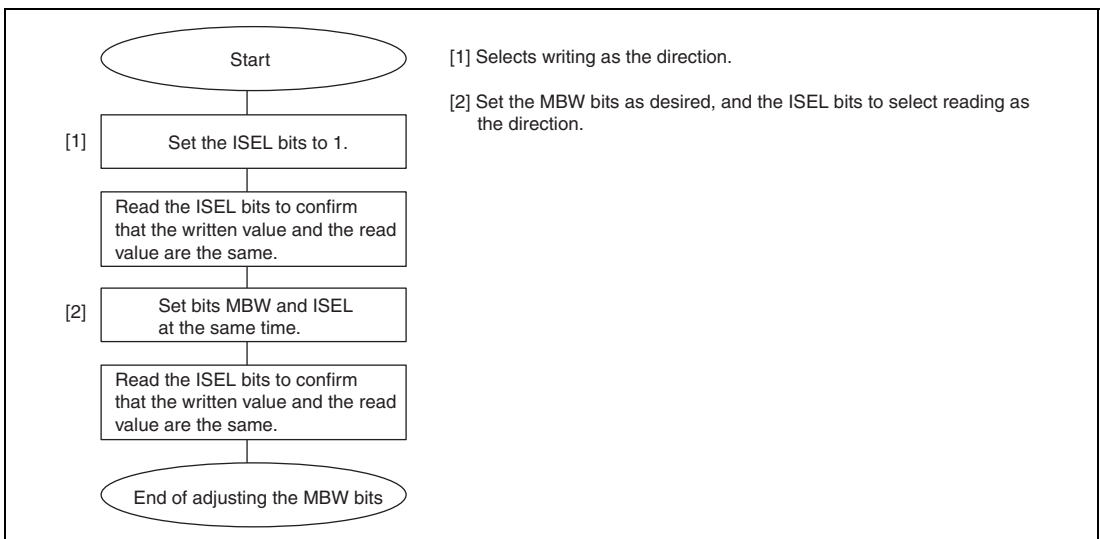 Start
[1] Selects writing as the direction.
[2] Set the MBW bits as desired, and the ISEL bits to select reading as
the direction.
[1]
Set the ISEL bits to 1.
Read the ISEL bits to confirm
that the written value and the read
value are the same.
[2]
Set bits MBW and ISEL
at the same time.
Read the ISEL bits to confirm
that the written value and the read
value are the same.
End of adjusting the MBW bits